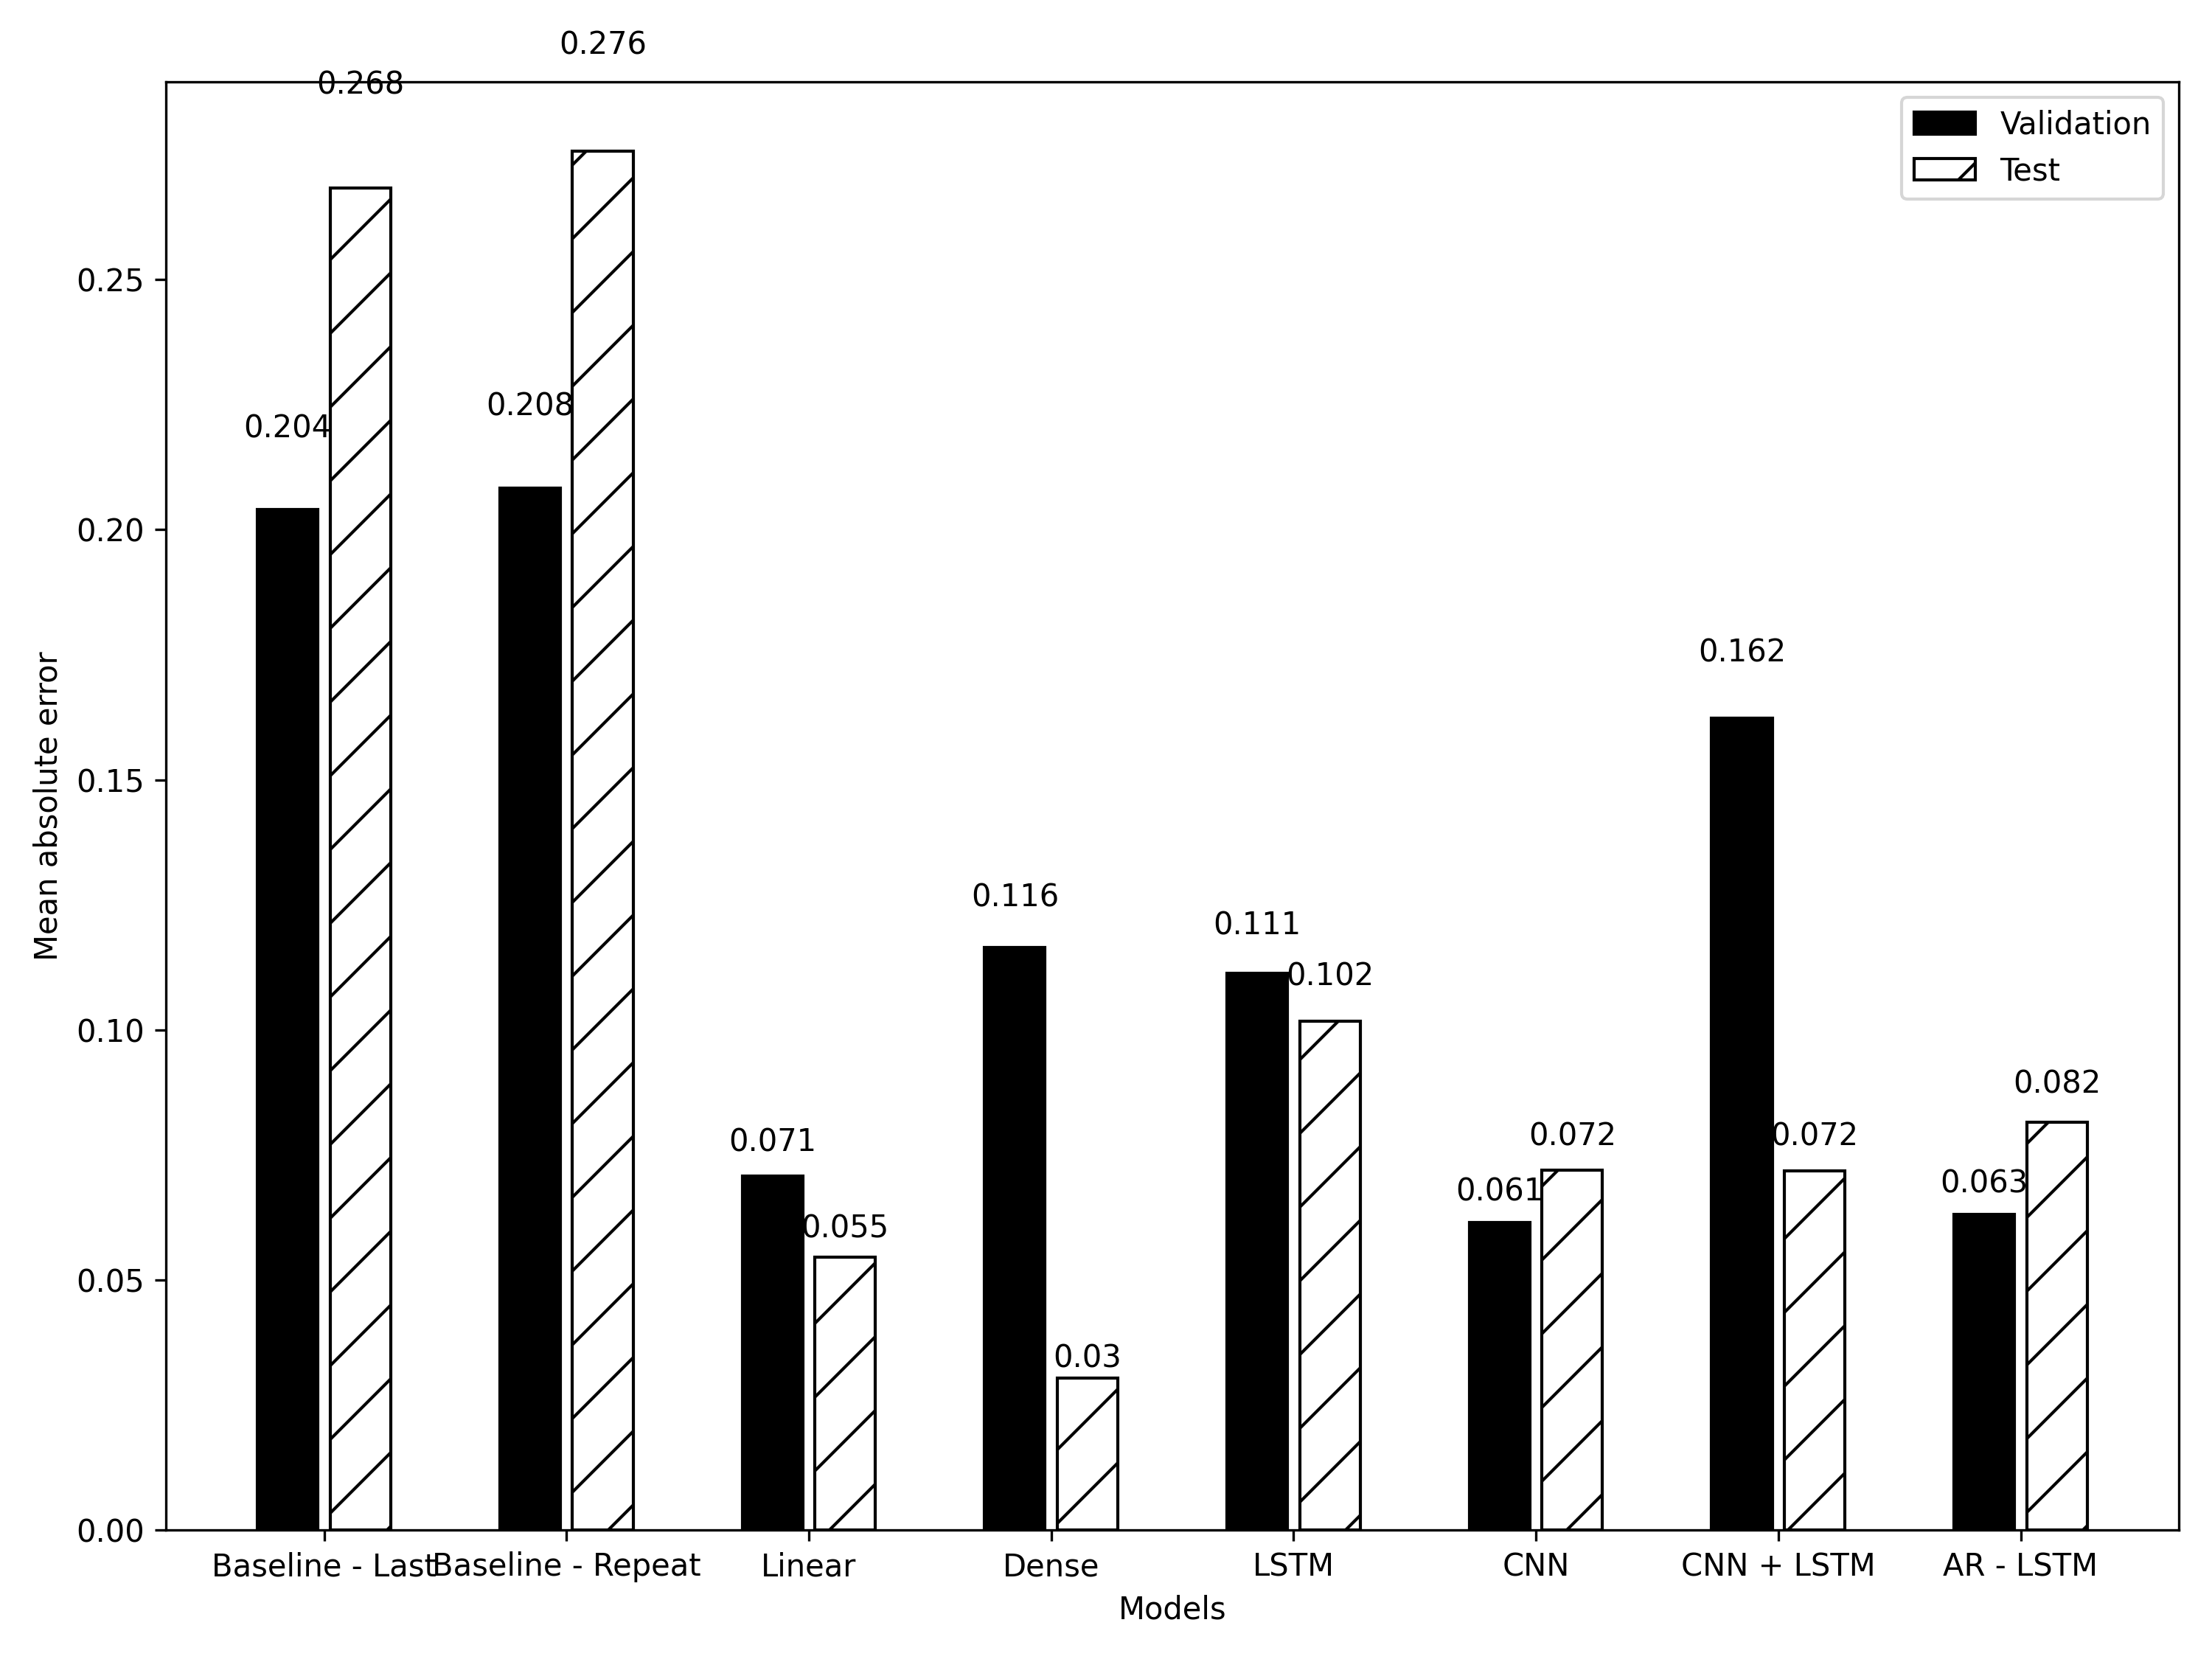 0.276
0.268
Validation
Test
0.25
0.208
0.204
0.20
0.162
0.15
Mean absolute error
0.116
0.111
0.102
0.10
0.082
0.071
0.072
0.072
0.061
0.063
0.055
0.05
0.03
0.00
Baseline - Last
Baseline - Repeat
Linear
Dense
LSTM
CNN
CNN + LSTM
AR - LSTM
Models